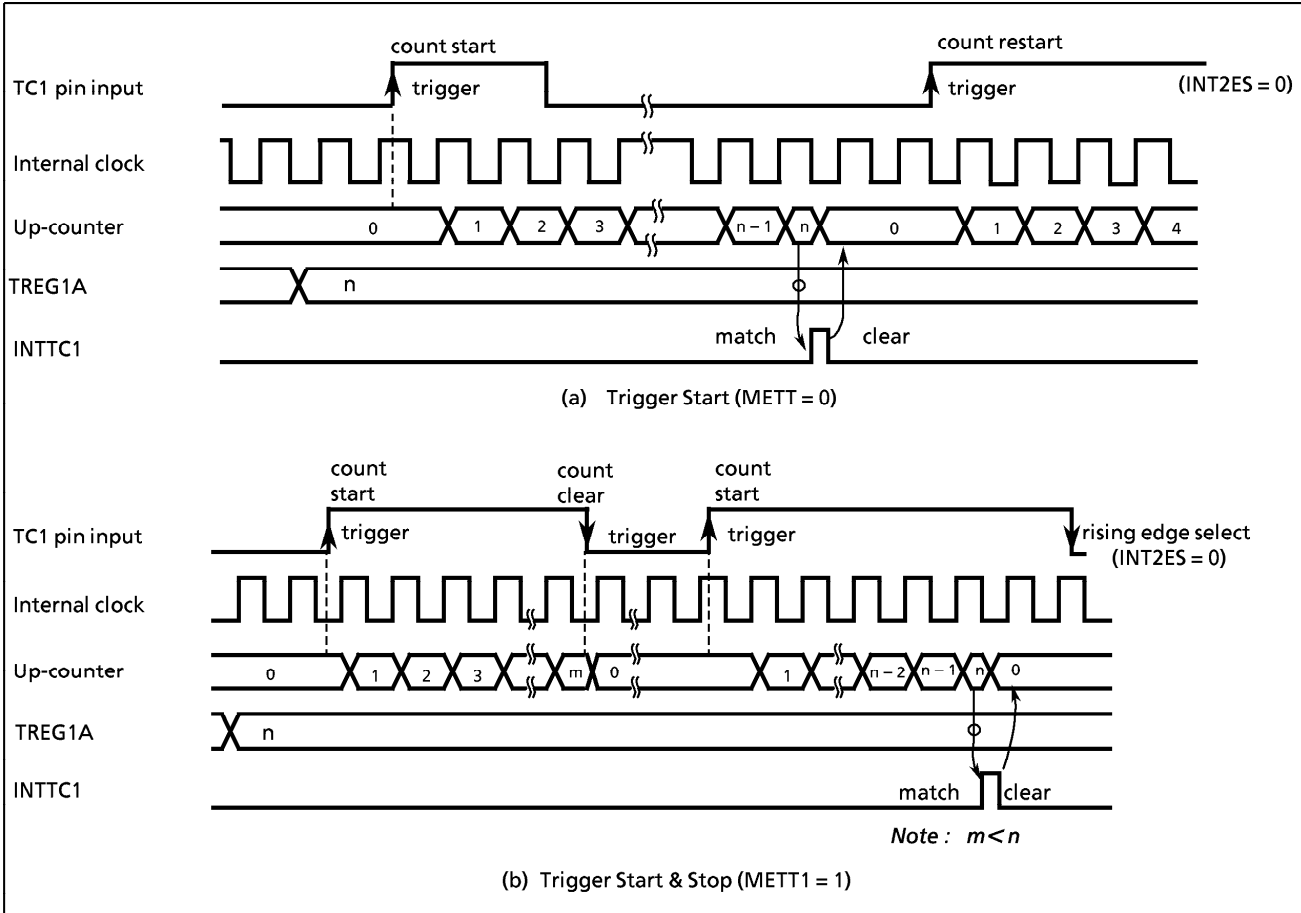 count start
count restart
TC1 pin input
trigger
trigger
(INT2ES = 0)
Internal clock
Up-counter
0 1 2 3 n – 1 n 0 1 2 3 4
TREG1A
n
INTTC1
match
clear
(a) Trigger Start (METT = 0)
count start
count clear
count start
TC1 pin input
trigger
trigger
trigger
rising edge select
(INT2ES = 0)
Internal clock
Up-counter
0 1 2 3 m 0 1 n – 2 n – 1 n 0
TREG1A
n
INTTC1
match
clear
Note : m < n
(b) Trigger Start & Stop (METT1 = 1)